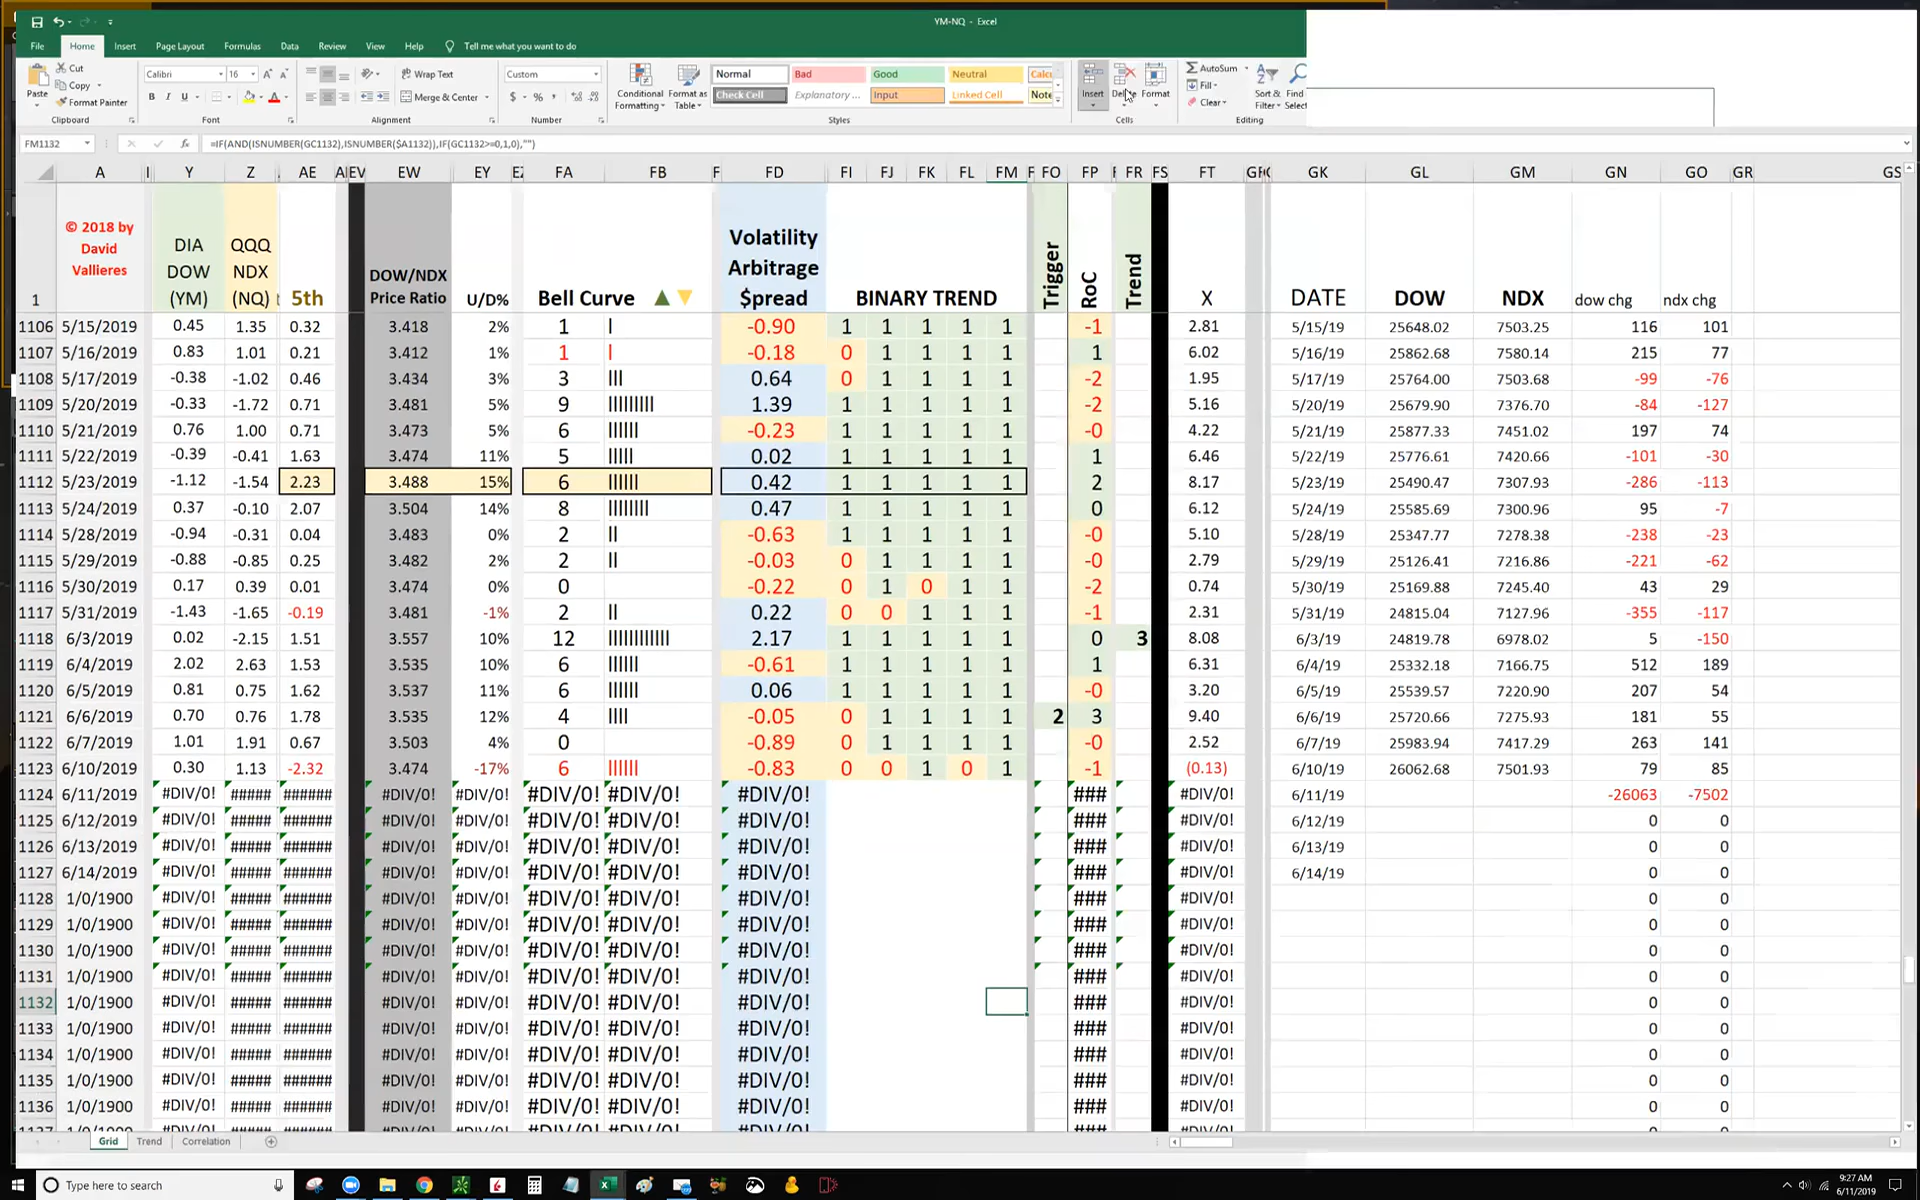 YM-NQ - Excel
File Home Insert Page Layout Formulas Data Review View Help Tell me what you want to do
Paste Cut Copy Format Painter Clipboard
Calibri 16 B I U Font
Wrap Text Merge & Center Alignment
Custom $ % Number
Conditional Formatting Format as Table
Normal Bad Good Neutral
Check Cell Explanatory ... Input Linked Cell Note
Styles
Insert Delete Format Cells
AutoSum Fill Clear Sort & Filter Find Select Editing
FM1132 fx =IF(AND(ISNUMBER(GC1132),ISNUMBER($A1132)),IF(GC1132>=0,1,0),"")
A I Y Z AE EV EW EY EZ FA FB F FD FI FJ FK FL FM F FO FP FR FS FT GK GL GM GN GO GR GS
1 © 2018 by David Vallieres DIA DOW (YM) QQQ NDX (NQ) 5th DOW/NDX Price Ratio U/D% Bell Curve Volatility Arbitrage $pread BINARY TREND Trigger RoC Trend X DATE DOW NDX dow chg ndx chg
1106 5/15/2019 0.45 1.35 0.32 3.418 2% 1 I -0.90 1 1 1 1 1 -1 2.81 5/15/19 25648.02 7503.25 116 101
1107 5/16/2019 0.83 1.01 0.21 3.412 1% 1 I -0.18 0 1 1 1 1 1 6.02 5/16/19 25862.68 7580.14 215 77
1108 5/17/2019 -0.38 -1.02 0.46 3.434 3% 3 III 0.64 0 1 1 1 1 -2 1.95 5/17/19 25764.00 7503.68 -99 -76
1109 5/20/2019 -0.33 -1.72 0.71 3.481 5% 9 IIIIIIIII 1.39 1 1 1 1 1 -2 5.16 5/20/19 25679.90 7376.70 -84 -127
1110 5/21/2019 0.76 1.00 0.71 3.473 5% 6 IIIIII -0.23 1 1 1 1 1 -0 4.22 5/21/19 25877.33 7451.02 197 74
1111 5/22/2019 -0.39 -0.41 1.63 3.474 11% 5 IIIII 0.02 1 1 1 1 1 1 6.46 5/22/19 25776.61 7420.66 -101 -30
1112 5/23/2019 -1.12 -1.54 2.23 3.488 15% 6 IIIIII 0.42 1 1 1 1 1 2 8.17 5/23/19 25490.47 7307.93 -286 -113
1113 5/24/2019 0.37 -0.10 2.07 3.504 14% 8 IIIIIIII 0.47 1 1 1 1 1 0 6.12 5/24/19 25585.69 7300.96 95 -7
1114 5/28/2019 -0.94 -0.31 0.04 3.483 0% 2 II -0.63 1 1 1 1 1 -0 5.10 5/28/19 25347.77 7278.38 -238 -23
1115 5/29/2019 -0.88 -0.85 0.25 3.482 2% 2 II -0.03 0 1 1 1 1 -0 2.79 5/29/19 25126.41 7216.86 -221 -62
1116 5/30/2019 0.17 0.39 0.01 3.474 0% 0 -0.22 0 1 0 1 1 -2 0.74 5/30/19 25169.88 7245.40 43 29
1117 5/31/2019 -1.43 -1.65 -0.19 3.481 -1% 2 II 0.22 0 0 1 1 1 -1 2.31 5/31/19 24815.04 7127.96 -355 -117
1118 6/3/2019 0.02 -2.15 1.51 3.557 10% 12 IIIIIIIIIIII 2.17 1 1 1 1 1 0 3 8.08 6/3/19 24819.78 6978.02 5 -150
1119 6/4/2019 2.02 2.63 1.53 3.535 10% 6 IIIIII -0.61 1 1 1 1 1 1 6.31 6/4/19 25332.18 7166.75 512 189
1120 6/5/2019 0.81 0.75 1.62 3.537 11% 6 IIIIII 0.06 1 1 1 1 1 -0 3.20 6/5/19 25539.57 7220.90 207 54
1121 6/6/2019 0.70 0.76 1.78 3.535 12% 4 IIII -0.05 0 1 1 1 1 2 3 9.40 6/6/19 25720.66 7275.93 181 55
1122 6/7/2019 1.01 1.91 0.67 3.503 4% 0 -0.89 0 1 1 1 1 -0 2.52 6/7/19 25983.94 7417.29 263 141
1123 6/10/2019 0.30 1.13 -2.32 3.474 -17% 6 IIIIII -0.83 0 0 1 0 1 -1 (0.13) 6/10/19 26062.68 7501.93 79 85
1124 6/11/2019 #DIV/0! ##### ###### #DIV/0! #DIV/0! #DIV/0! #DIV/0! #DIV/0! ### #DIV/0! 6/11/19 -26063 -7502
1125 6/12/2019 #DIV/0! ##### ###### #DIV/0! #DIV/0! #DIV/0! #DIV/0! #DIV/0! ### #DIV/0! 6/12/19 0 0
1126 6/13/2019 #DIV/0! ##### ###### #DIV/0! #DIV/0! #DIV/0! #DIV/0! #DIV/0! ### #DIV/0! 6/13/19 0 0
1127 6/14/2019 #DIV/0! ##### ###### #DIV/0! #DIV/0! #DIV/0! #DIV/0! #DIV/0! ### #DIV/0! 6/14/19 0 0
1128 1/0/1900 #DIV/0! ##### ###### #DIV/0! #DIV/0! #DIV/0! #DIV/0! #DIV/0! ### #DIV/0! 0 0
1129 1/0/1900 #DIV/0! ##### ###### #DIV/0! #DIV/0! #DIV/0! #DIV/0! #DIV/0! ### #DIV/0! 0 0
1130 1/0/1900 #DIV/0! ##### ###### #DIV/0! #DIV/0! #DIV/0! #DIV/0! #DIV/0! ### #DIV/0! 0 0
1131 1/0/1900 #DIV/0! ##### ###### #DIV/0! #DIV/0! #DIV/0! #DIV/0! #DIV/0! ### #DIV/0! 0 0
1132 1/0/1900 #DIV/0! ##### ###### #DIV/0! #DIV/0! #DIV/0! #DIV/0! #DIV/0! ### #DIV/0! 0 0
1133 1/0/1900 #DIV/0! ##### ###### #DIV/0! #DIV/0! #DIV/0! #DIV/0! #DIV/0! ### #DIV/0! 0 0
1134 1/0/1900 #DIV/0! ##### ###### #DIV/0! #DIV/0! #DIV/0! #DIV/0! #DIV/0! ### #DIV/0! 0 0
1135 1/0/1900 #DIV/0! ##### ###### #DIV/0! #DIV/0! #DIV/0! #DIV/0! #DIV/0! ### #DIV/0! 0 0
1136 1/0/1900 #DIV/0! ##### ###### #DIV/0! #DIV/0! #DIV/0! #DIV/0! #DIV/0! ### #DIV/0! 0 0
Grid Trend Correlation
Type here to search
9:27 AM
6/11/2019